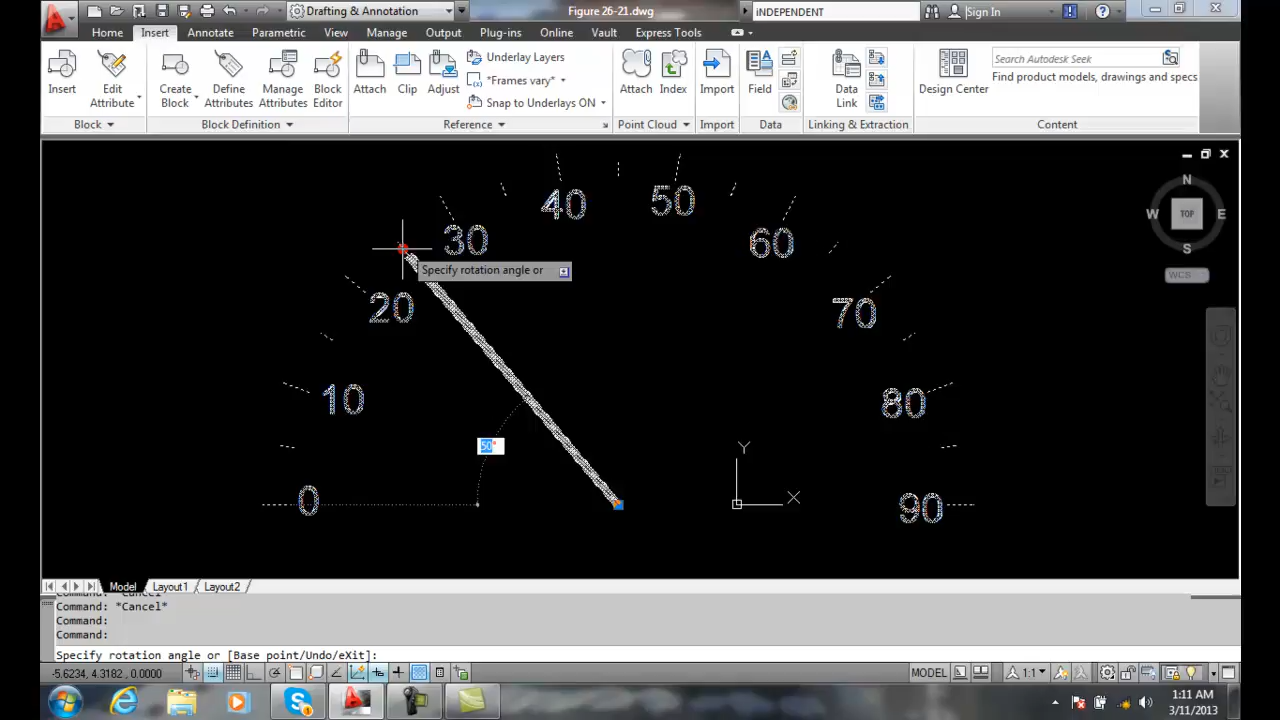 Drafting & Annotation
Figure 26-21.dwg
INDEPENDENT
Sign In
Home Insert Annotate Parametric View Manage Output Plug-ins Online Vault Express Tools
Insert
Edit Attribute
Create Block
Define Attributes
Manage Attributes
Block Editor
Attach
Clip
Adjust
Underlay Layers
*Frames vary*
Snap to Underlays ON
Attach
Index
Import
Field
Data Link
Design Center
Search Autodesk Seek
Find product models, drawings and specs
Block
Block Definition
Reference
Point Cloud
Import
Data
Linking & Extraction
Content
N
W TOP E
S
WCS
40 50
30 60
Specify rotation angle or
20 70
10 80
50°
Y
0 X 90
Model Layout1 Layout2
Command: *Cancel*
Command: *Cancel*
Command:
Command:
Specify rotation angle or [Base point/Undo/eXit]:
-5.6234, 4.3182, 0.0000
MODEL
1:1
1:11 AM
3/11/2013